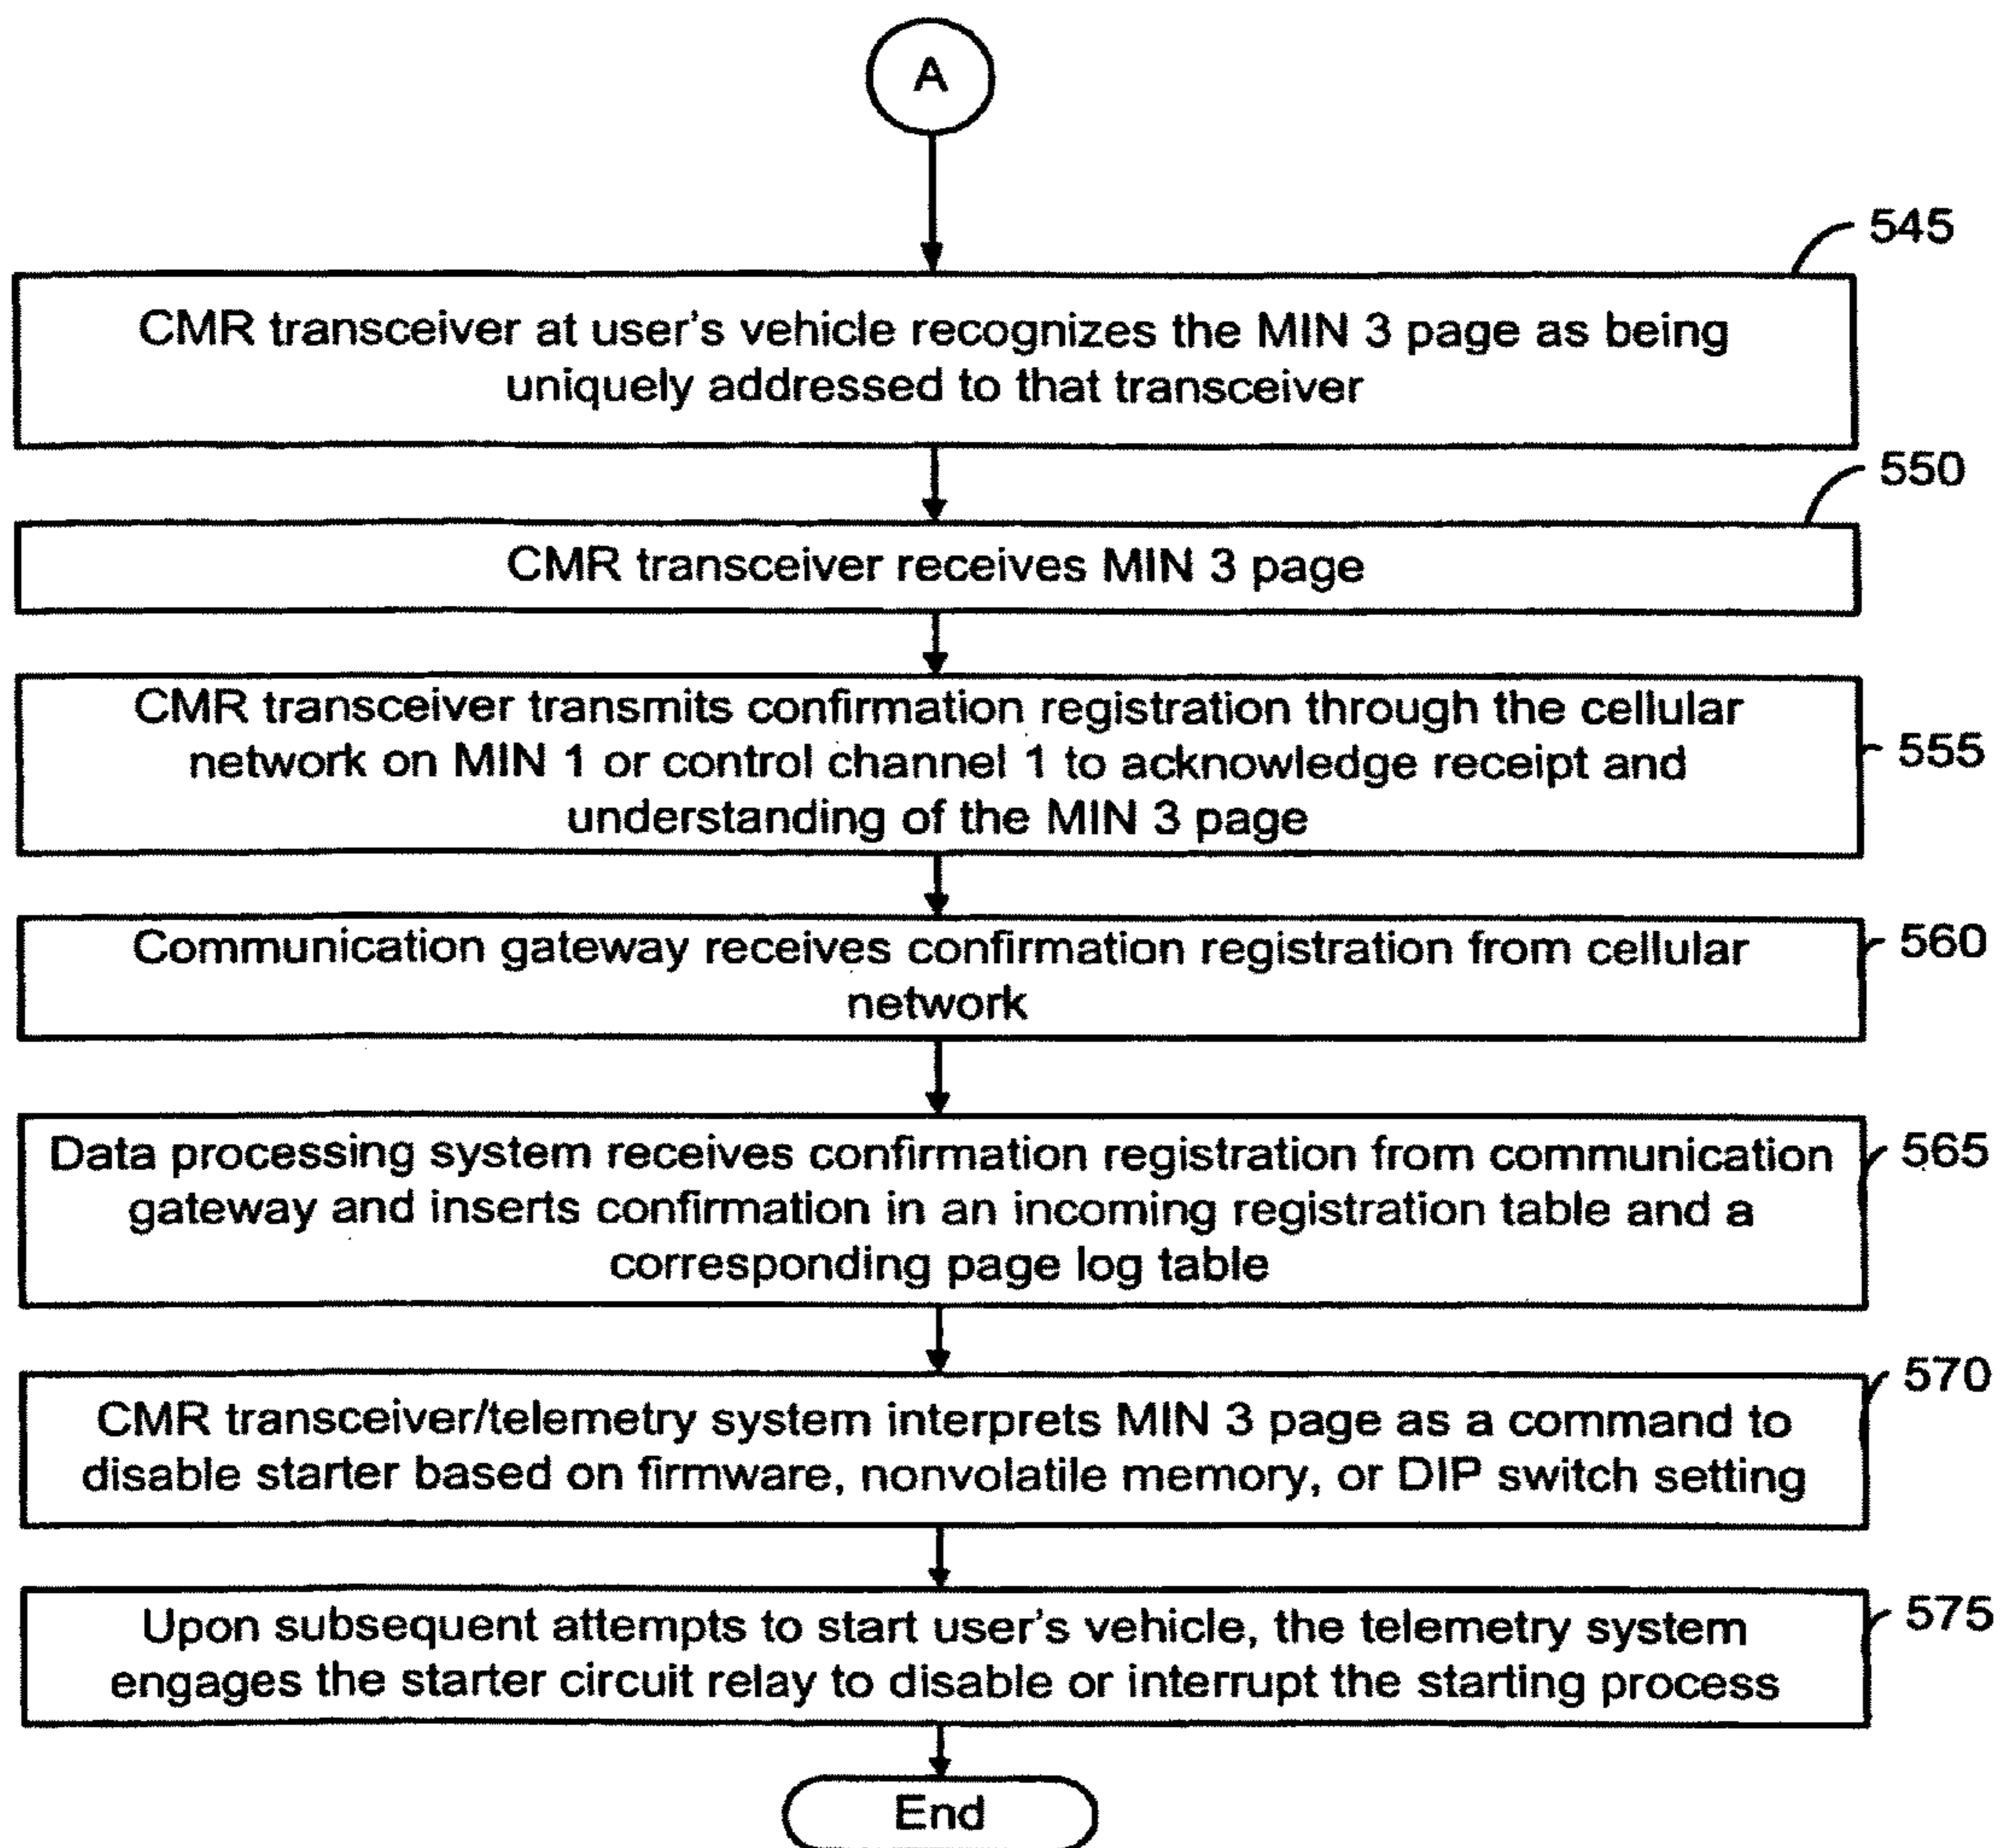 A
545
CMR transceiver at user's vehicle recognizes the MIN 3 page as being
uniquely addressed to that transceiver
550
CMR transceiver receives MIN 3 page
CMR transceiver transmits confirmation registration through the cellular
network on MIN 1 or control channel 1 to acknowledge receipt and
understanding of the MIN 3 page
555
Communication gateway receives confirmation registration from cellular
network
560
Data processing system receives confirmation registration from communication
gateway and inserts confirmation in an incoming registration table and a
corresponding page log table
565
CMR transceiver/telemetry system interprets MIN 3 page as a command to
disable starter based on firmware, nonvolatile memory, or DIP switch setting
570
Upon subsequent attempts to start user's vehicle, the telemetry system
engages the starter circuit relay to disable or interrupt the starting process
575
End